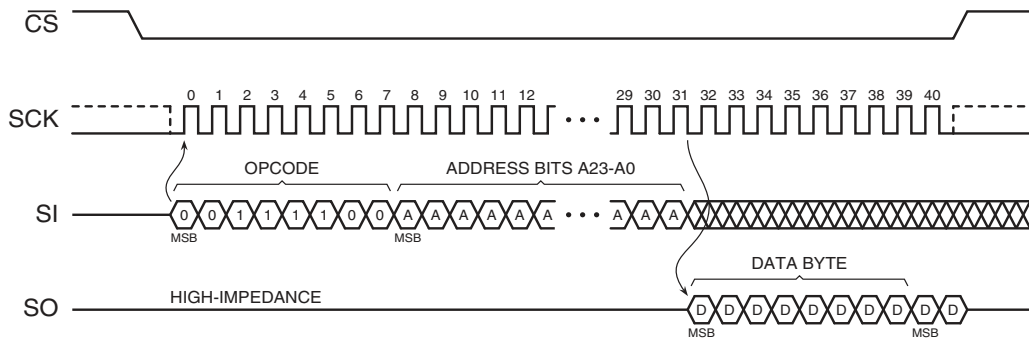 CS
0 1 2 3 4 5 6 7 8 9 10 11 12 29 30 31 32 33 34 35 36 37 38 39 40
SCK
OPCODE ADDRESS BITS A23-A0
SI 0 0 1 1 1 1 0 0 A A A A A A A A A
MSB MSB
DATA BYTE
SO HIGH-IMPEDANCE D D D D D D D D D D
MSB MSB